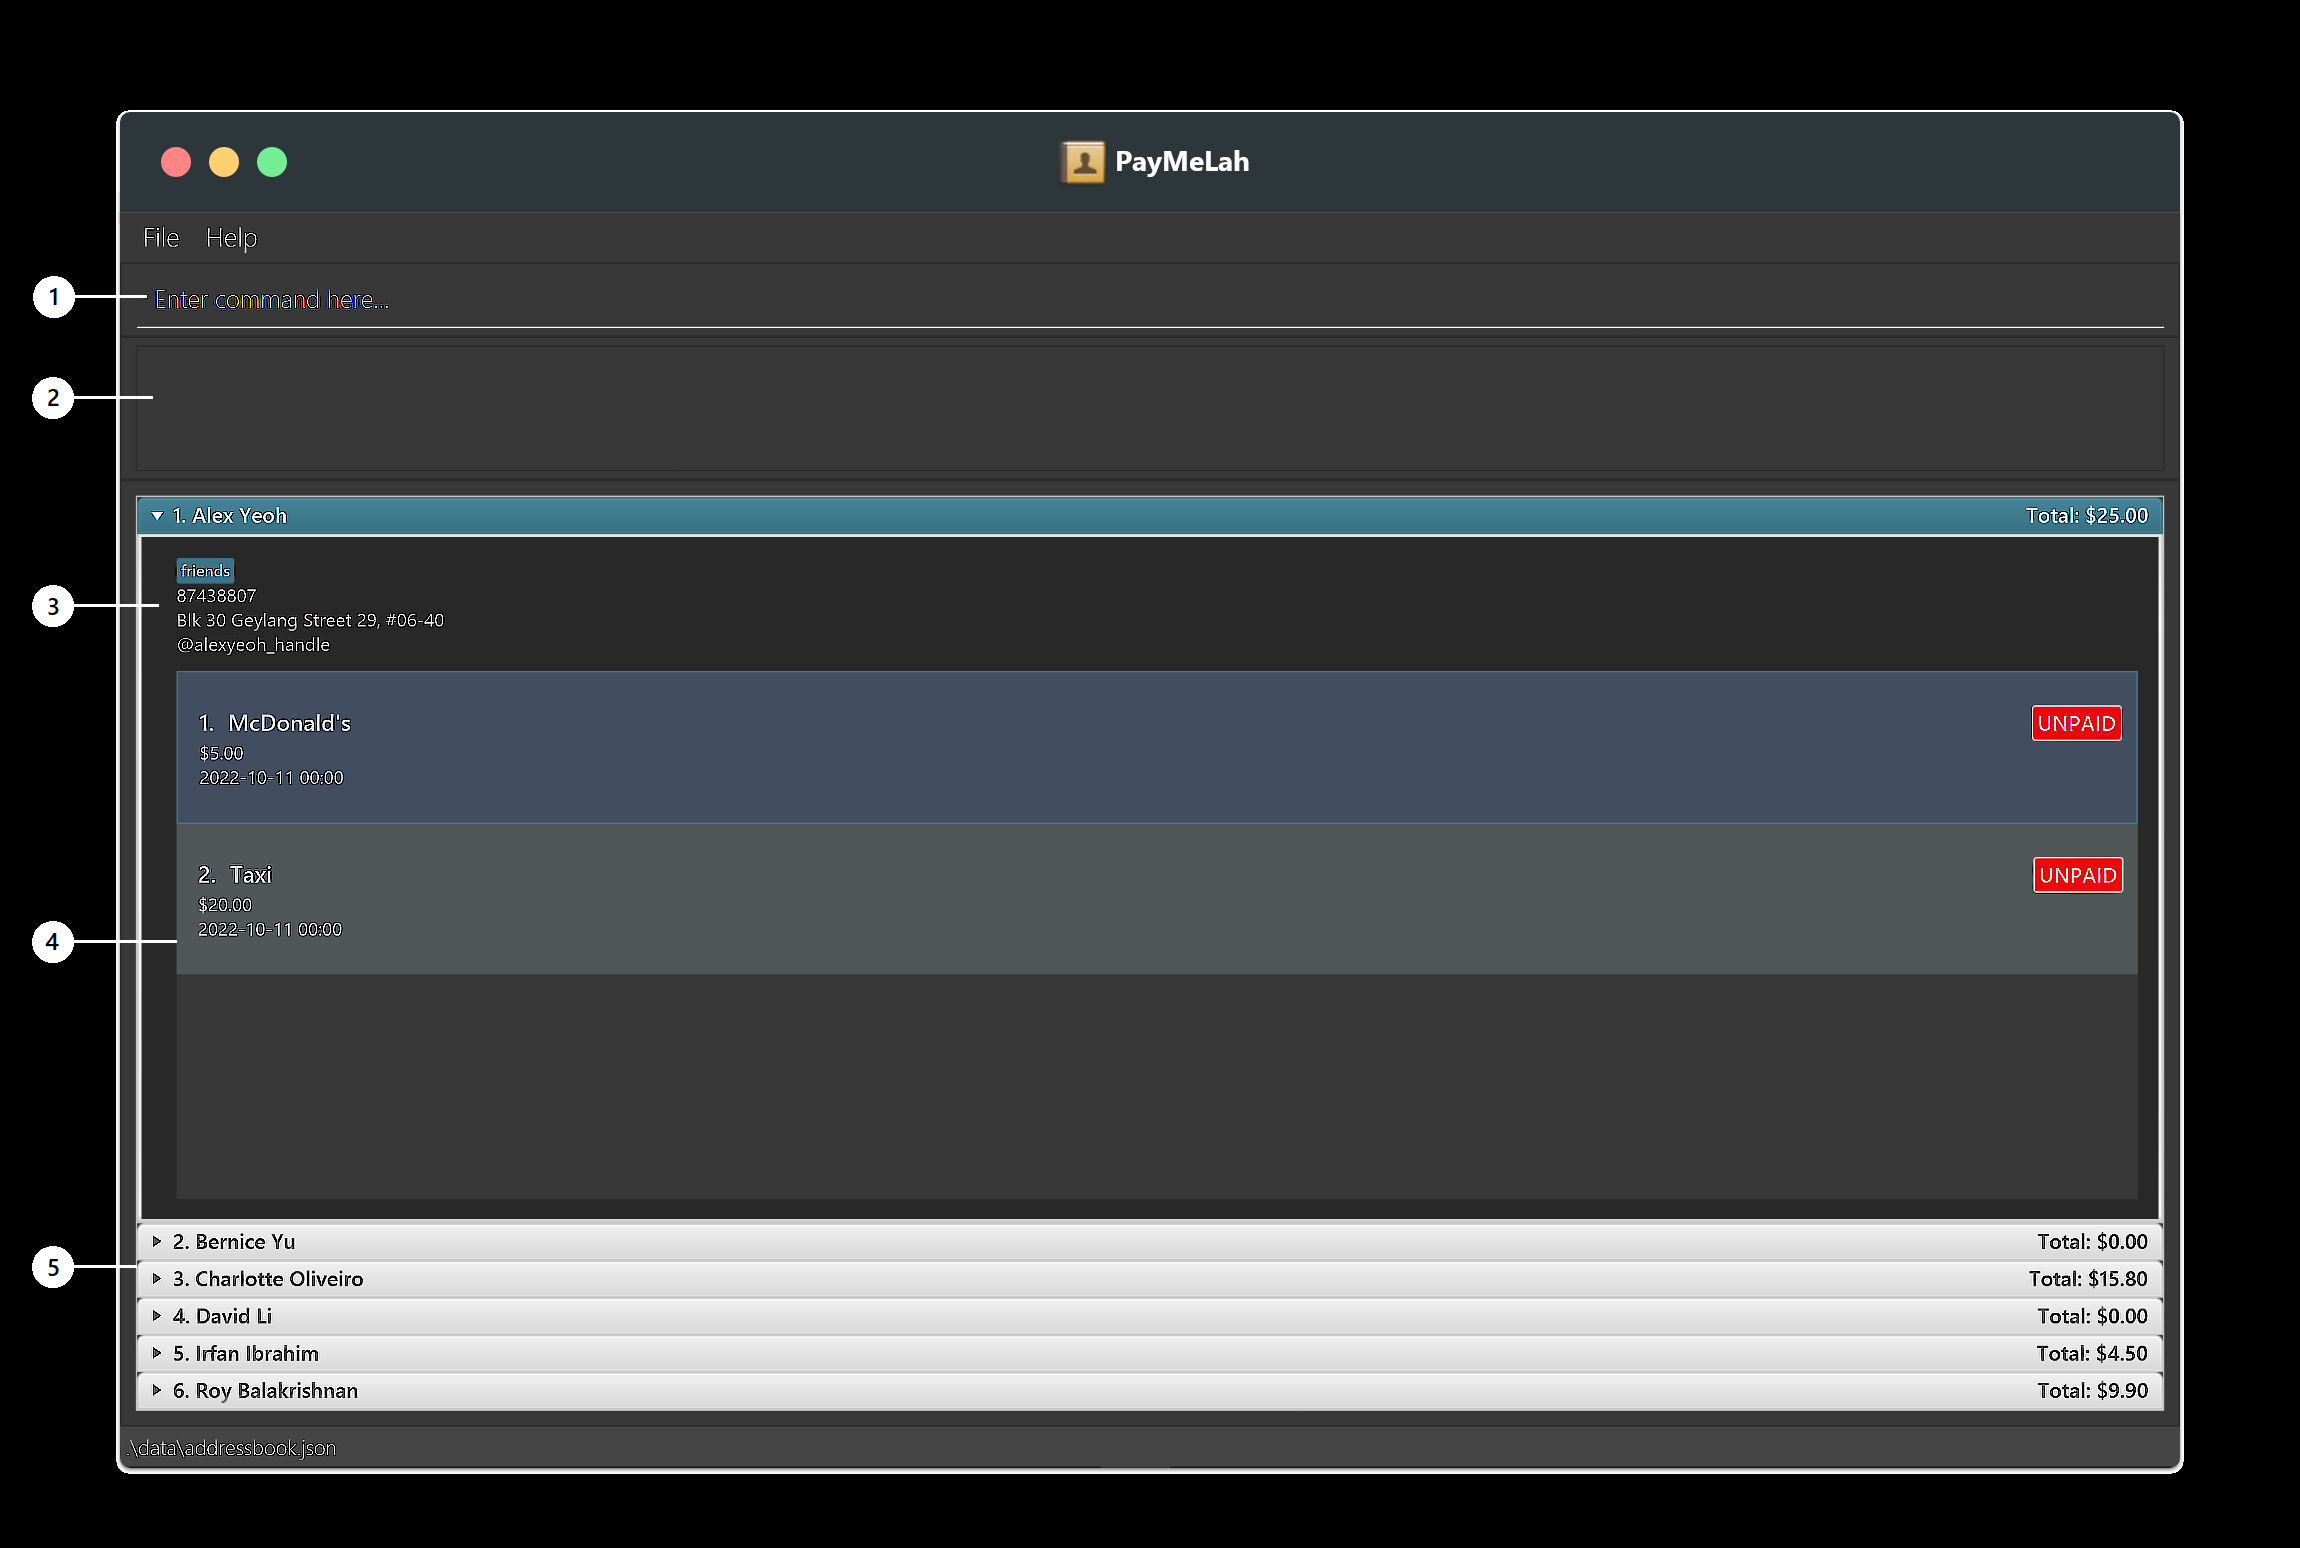 PayMeLah
File Help
1 Enter command here...
2
1. Alex Yeoh Total: $25.00
friends
3
87438807
Blk 30 Geylang Street 29, #06-40
@alexyeoh_handle
1. McDonald's UNPAID
$5.00
2022-10-11 00:00
2. Taxi UNPAID
$20.00
2022-10-11 00:00
4
2. Bernice Yu Total: $0.00
5
3. Charlotte Oliveiro Total: $15.80
4. David Li Total: $0.00
5. Irfan Ibrahim Total: $4.50
6. Roy Balakrishnan Total: $9.90
.\data\addressbook.json